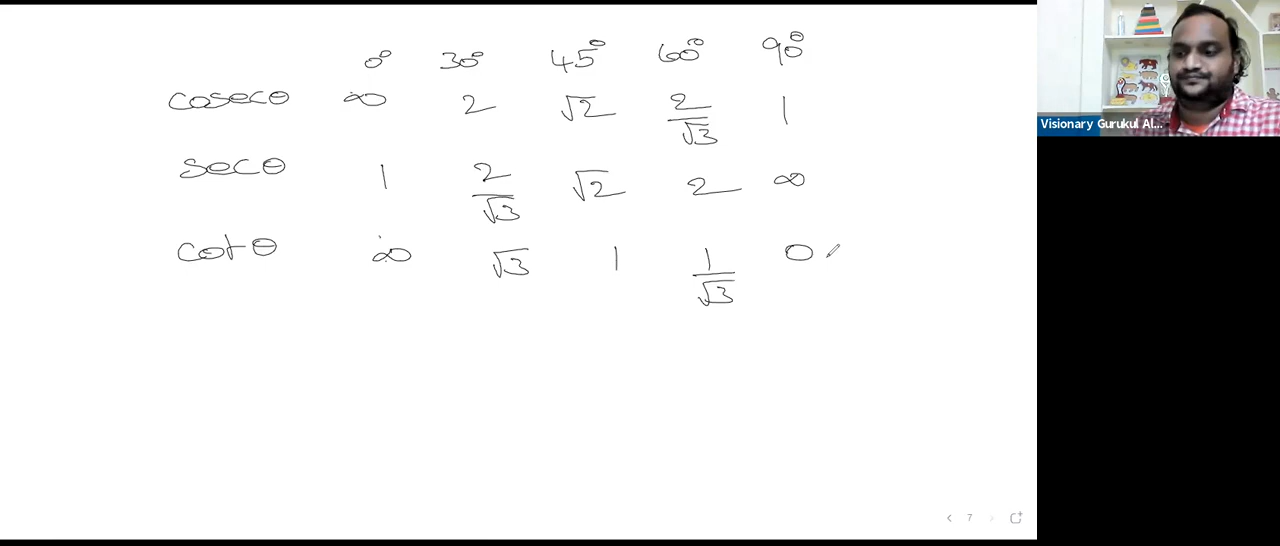 0° 30° 45° 60° 90°
cosecθ ∞ 2 √2 2/√3 1
secθ 1 2/√3 √2 2 ∞
cotθ ∞ √3 1 1/√3 0
Visionary Gurukul Al...
7